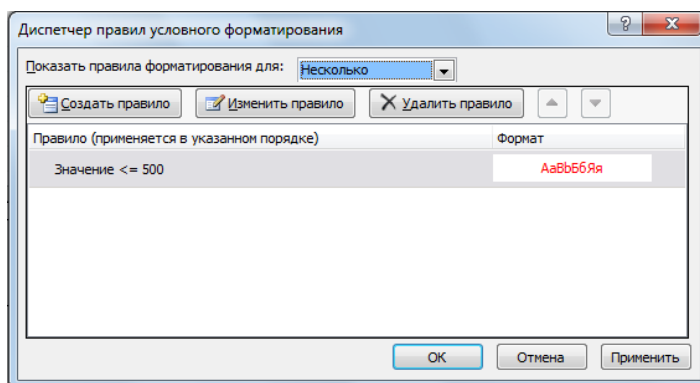 Диспетчер правил условного форматирования
Показать правила форматирования для: Несколько
Создать правило Изменить правило Удалить правило
Правило (применяется в указанном порядке) Формат
Значение <= 500 АаВbБбЯя
ОК Отмена Применить